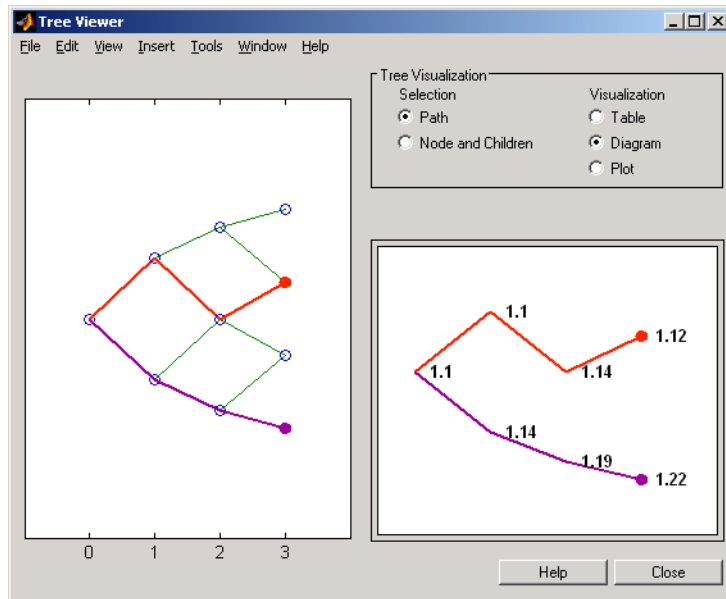 Tree Viewer
File Edit View Insert Tools Window Help
Tree Visualization
Selection
Path
Node and Children
Visualization
Table
Diagram
Plot
0 1 2 3
1.1
1.1 1.12
1.14
1.14
1.19
1.22
Help Close